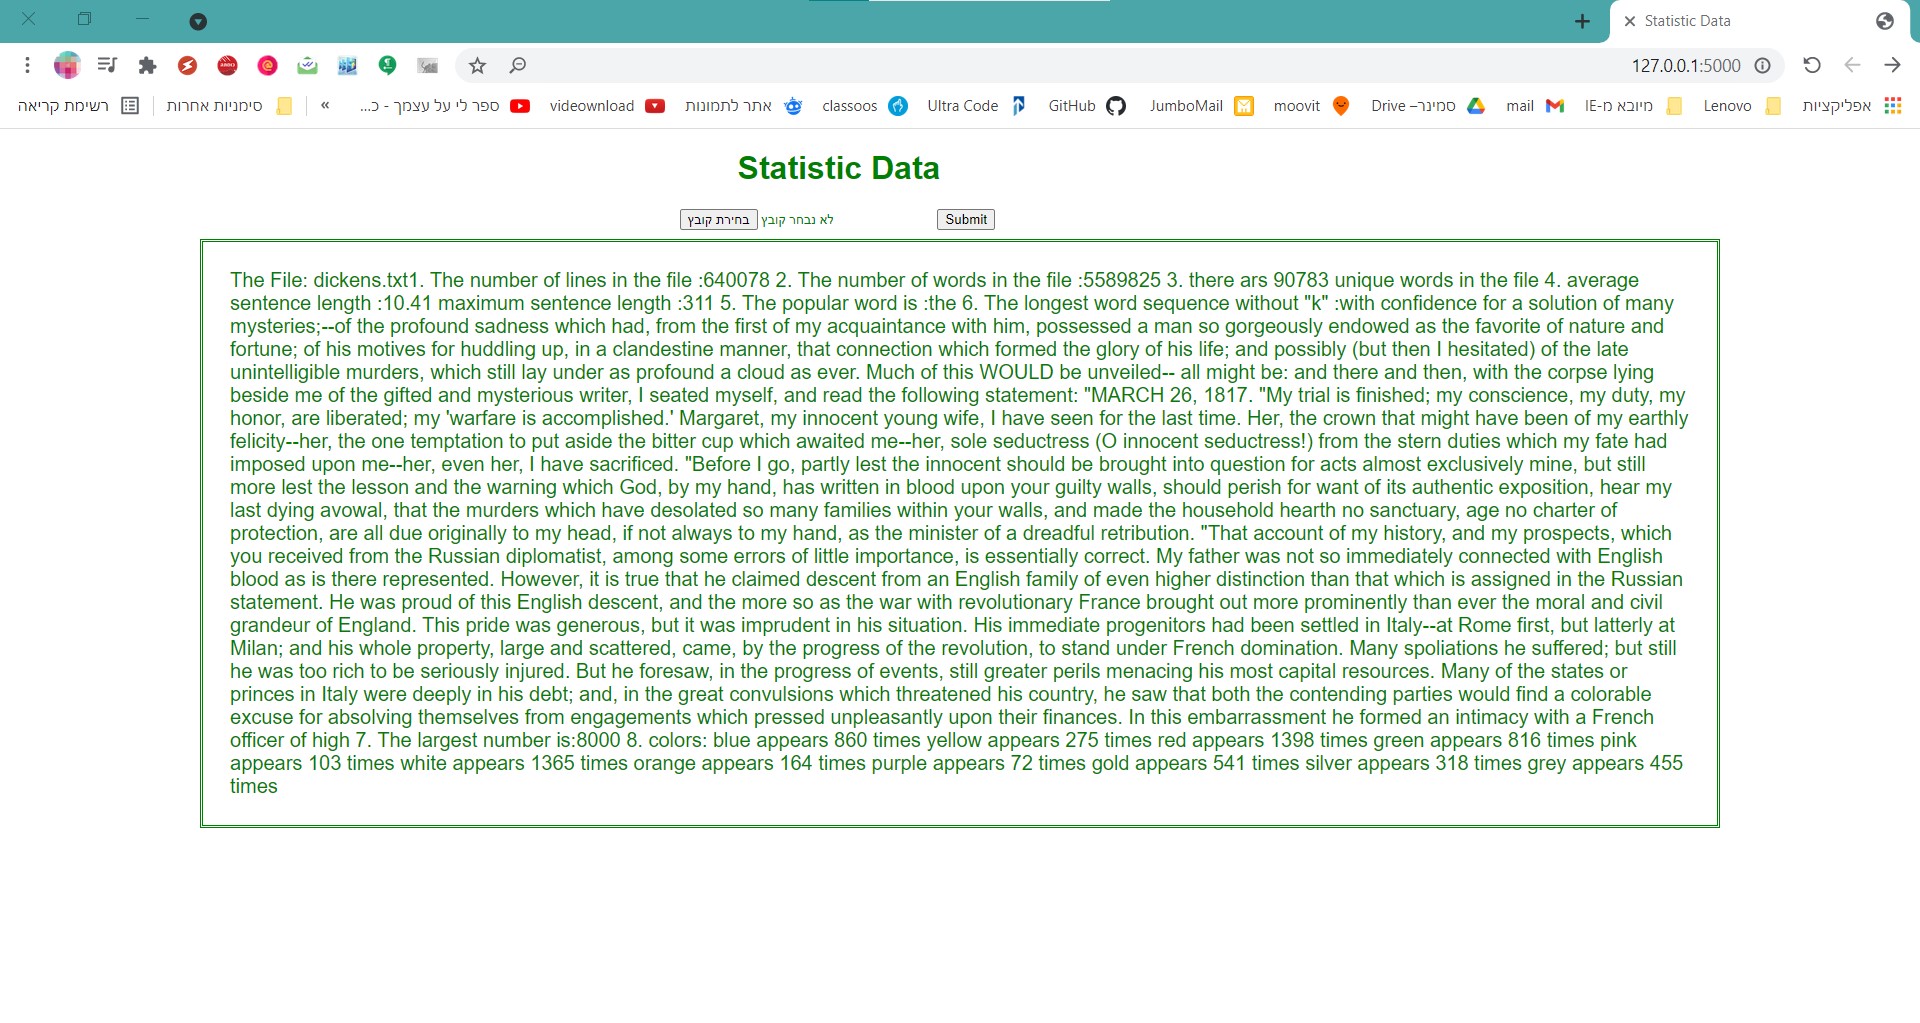 Statistic Data
127.0.0.1:5000
אפליקציות
Lenovo
מיובא מ-IE
mail
סמינר– Drive
moovit
JumboMail
GitHub
Ultra Code
classoos
אתר לתמונות
videownload
ספר לי על עצמך - כ...
»
סימניות אחרות
רשימת קריאה
Statistic Data
בחירת קובץ לא נבחר קובץ Submit
The File: dickens.txt1. The number of lines in the file :640078 2. The number of words in the file :5589825 3. there ars 90783 unique words in the file 4. average
sentence length :10.41 maximum sentence length :311 5. The popular word is :the 6. The longest word sequence without "k" :with confidence for a solution of many
mysteries;--of the profound sadness which had, from the first of my acquaintance with him, possessed a man so gorgeously endowed as the favorite of nature and
fortune; of his motives for huddling up, in a clandestine manner, that connection which formed the glory of his life; and possibly (but then I hesitated) of the late
unintelligible murders, which still lay under as profound a cloud as ever. Much of this WOULD be unveiled-- all might be: and there and then, with the corpse lying
beside me of the gifted and mysterious writer, I seated myself, and read the following statement: "MARCH 26, 1817. "My trial is finished; my conscience, my duty, my
honor, are liberated; my 'warfare is accomplished.' Margaret, my innocent young wife, I have seen for the last time. Her, the crown that might have been of my earthly
felicity--her, the one temptation to put aside the bitter cup which awaited me--her, sole seductress (O innocent seductress!) from the stern duties which my fate had
imposed upon me--her, even her, I have sacrificed. "Before I go, partly lest the innocent should be brought into question for acts almost exclusively mine, but still
more lest the lesson and the warning which God, by my hand, has written in blood upon your guilty walls, should perish for want of its authentic exposition, hear my
last dying avowal, that the murders which have desolated so many families within your walls, and made the household hearth no sanctuary, age no charter of
protection, are all due originally to my head, if not always to my hand, as the minister of a dreadful retribution. "That account of my history, and my prospects, which
you received from the Russian diplomatist, among some errors of little importance, is essentially correct. My father was not so immediately connected with English
blood as is there represented. However, it is true that he claimed descent from an English family of even higher distinction than that which is assigned in the Russian
statement. He was proud of this English descent, and the more so as the war with revolutionary France brought out more prominently than ever the moral and civil
grandeur of England. This pride was generous, but it was imprudent in his situation. His immediate progenitors had been settled in Italy--at Rome first, but latterly at
Milan; and his whole property, large and scattered, came, by the progress of the revolution, to stand under French domination. Many spoliations he suffered; but still
he was too rich to be seriously injured. But he foresaw, in the progress of events, still greater perils menacing his most capital resources. Many of the states or
princes in Italy were deeply in his debt; and, in the great convulsions which threatened his country, he saw that both the contending parties would find a colorable
excuse for absolving themselves from engagements which pressed unpleasantly upon their finances. In this embarrassment he formed an intimacy with a French
officer of high 7. The largest number is:8000 8. colors: blue appears 860 times yellow appears 275 times red appears 1398 times green appears 816 times pink
appears 103 times white appears 1365 times orange appears 164 times purple appears 72 times gold appears 541 times silver appears 318 times grey appears 455
times